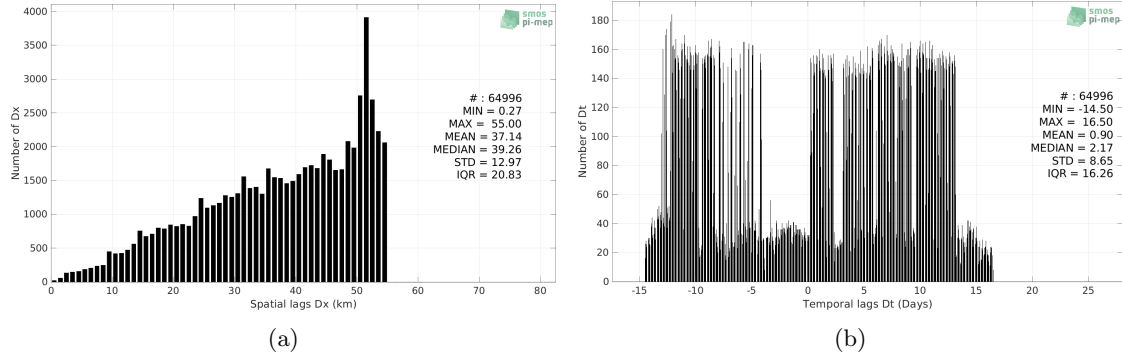 4000
3500
3000
2500
2000
1500
1000
500
0
Number of Dx
0 10 20 30 40 50 60 70 80
Spatial lags Dx (km)
smos
pi-mep
# : 64996
MIN = 0.27
MAX = 55.00
MEAN = 37.14
MEDIAN = 39.26
STD = 12.97
IQR = 20.83
(a)
180
160
140
120
100
80
60
40
20
0
Number of Dt
-15 -10 -5 0 5 10 15 20 25
Temporal lags Dt (Days)
smos
pi-mep
# : 64996
MIN = -14.50
MAX = 16.50
MEAN = 0.90
MEDIAN = 2.17
STD = 8.65
IQR = 16.26
(b)